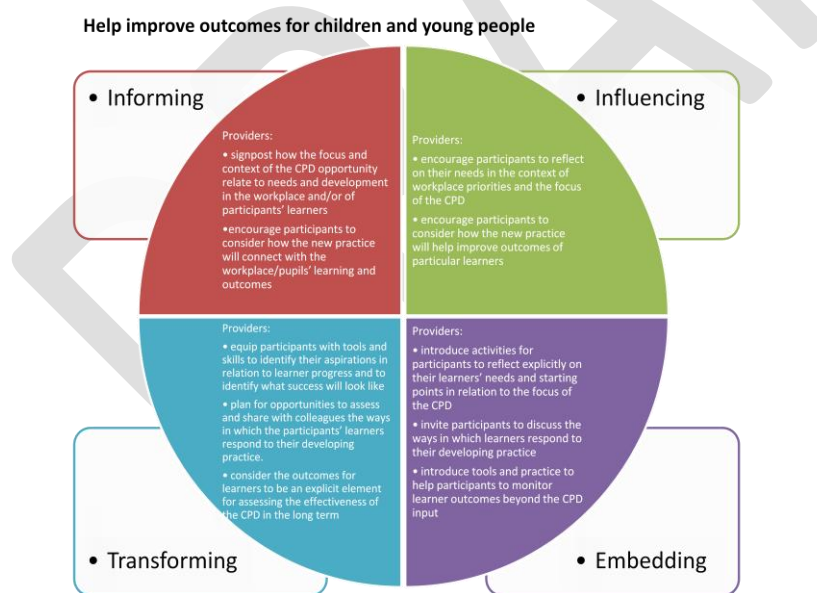 Help improve outcomes for children and young people
• Informing
Providers:
• signpost how the focus and
context of the CPD opportunity
relate to needs and development
in the workplace and/or of
participants' learners
•encourage participants to
consider how the new practice
will connect with the
workplace/pupils' learning and
outcomes
• Influencing
Providers:
• encourage participants to reflect
on their needs in the context of
workplace priorities and the focus
of the CPD
• encourage participants to
consider how the new practice
will help improve outcomes of
particular learners
Providers:
• equip participants with tools and
skills to identify their aspirations in
relation to learner progress and to
identify what success will look like
• plan for opportunities to assess
and share with colleagues the ways
in which the participants' learners
respond to their developing
practice.
• consider the outcomes for
learners to be an explicit element
for assessing the effectiveness of
the CPD in the long term
• Transforming
Providers:
• introduce activities for
participants to reflect explicitly on
their learners' needs and starting
points in relation to the focus of
the CPD
• invite participants to discuss the
ways in which learners respond to
their developing practice
• introduce tools and practice to
help participants to monitor
learner outcomes beyond the CPD
input
• Embedding